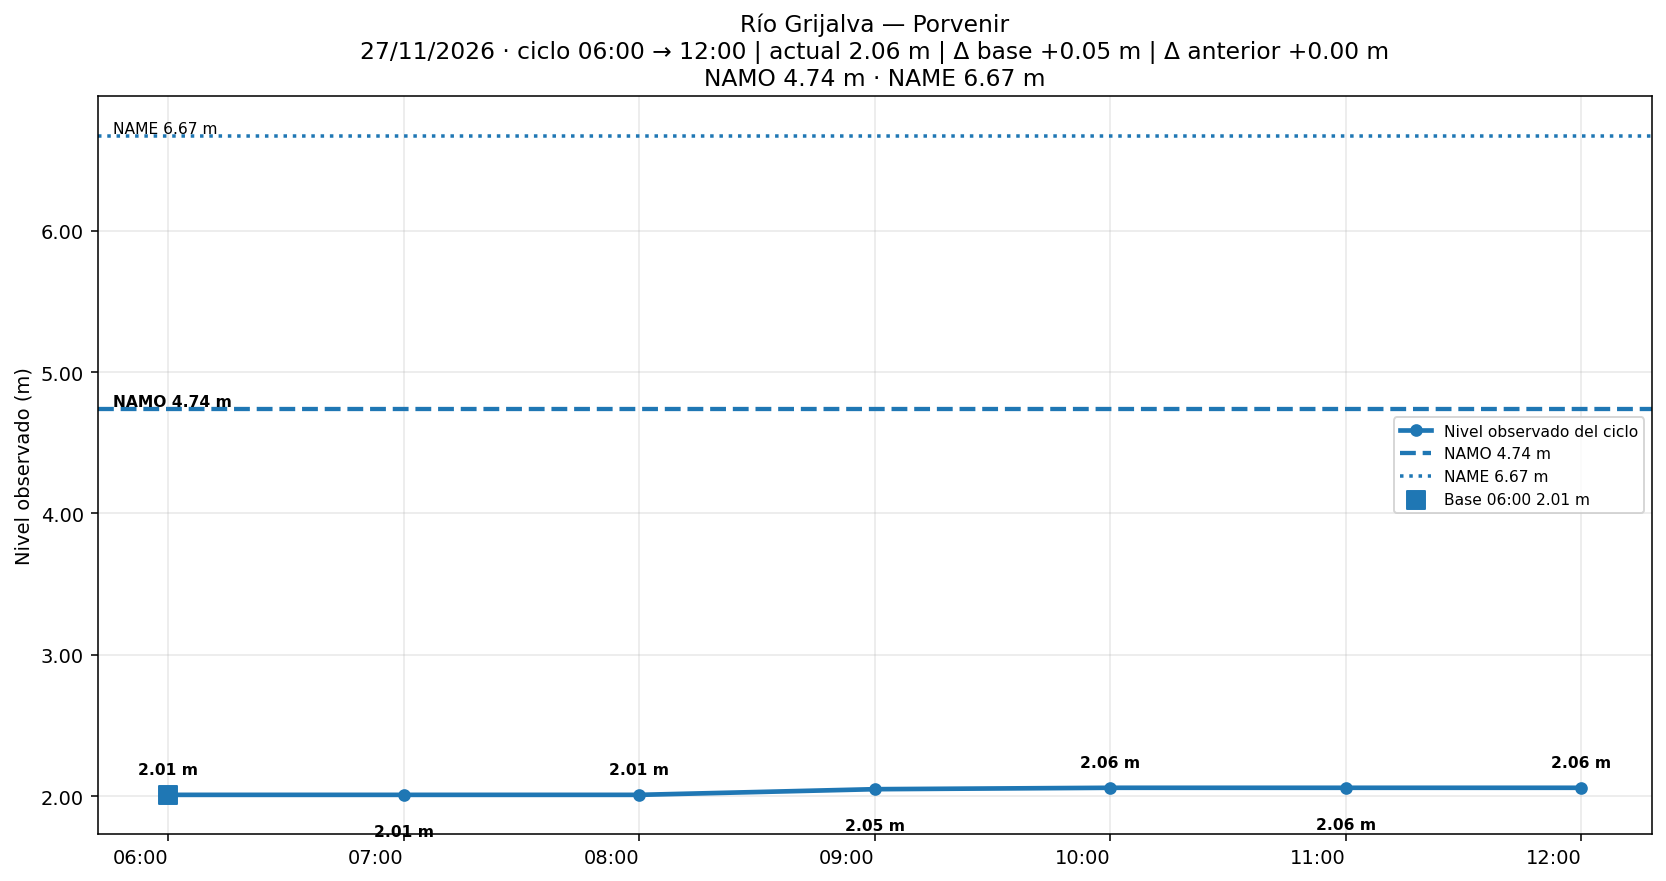 Río Grijalva — Porvenir
27/11/2026 · ciclo 06:00 → 12:00 | actual 2.06 m | Δ base +0.05 m | Δ anterior +0.00 m
NAMO 4.74 m · NAME 6.67 m
Nivel observado (m)
6.00
5.00
4.00
3.00
2.00
NAME 6.67 m
NAMO 4.74 m
Nivel observado del ciclo
NAMO 4.74 m
NAME 6.67 m
Base 06:00 2.01 m
2.01 m
2.01 m
2.01 m
2.05 m
2.06 m
2.06 m
2.06 m
06:00
07:00
08:00
09:00
10:00
11:00
12:00